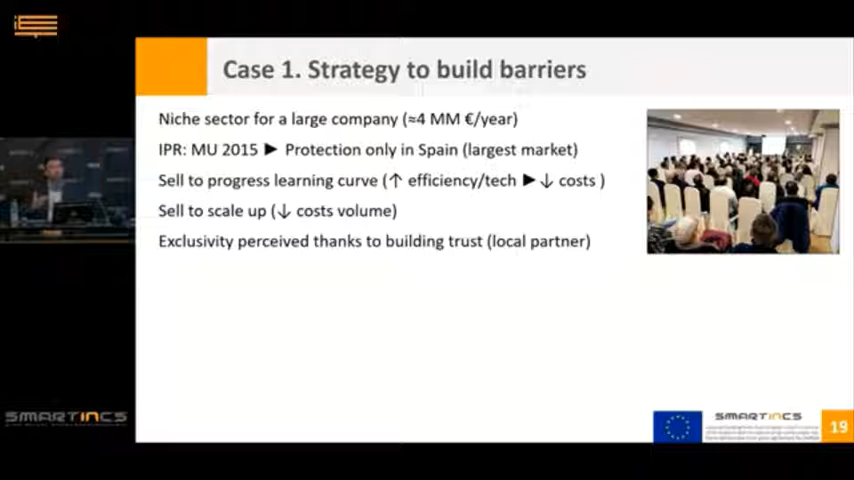 Case 1. Strategy to build barriers
Niche sector for a large company (≈4 MM €/year)
IPR: MU 2015 ► Protection only in Spain (largest market)
Sell to progress learning curve (↑ efficiency/tech ► ↓ costs )
Sell to scale up (↓ costs volume)
Exclusivity perceived thanks to building trust (local partner)
SMARTINCS
SMARTINCS
19